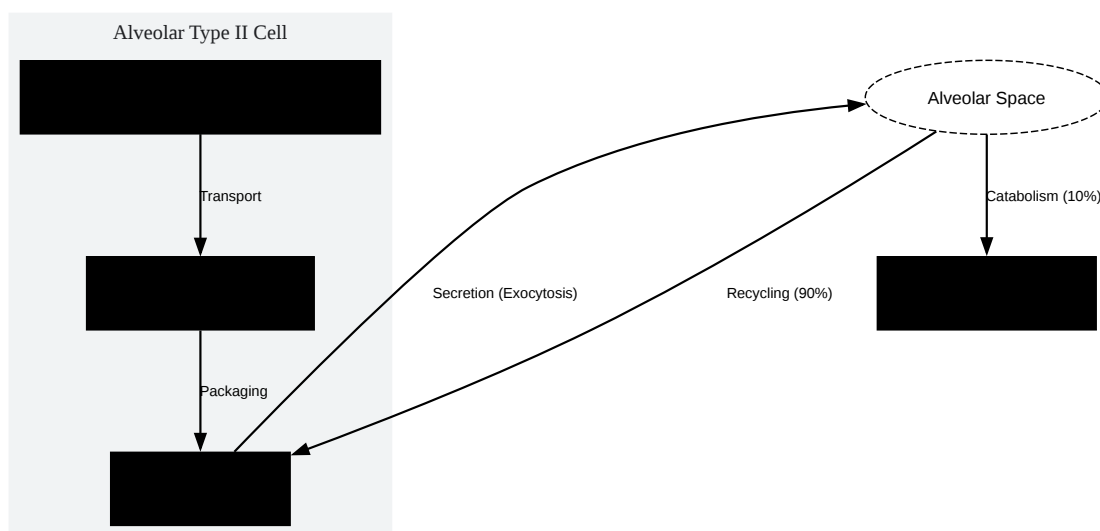 Alveolar Type II Cell
Alveolar Space
Transport
Catabolism (10%)
Secretion (Exocytosis)
Recycling (90%)
Packaging